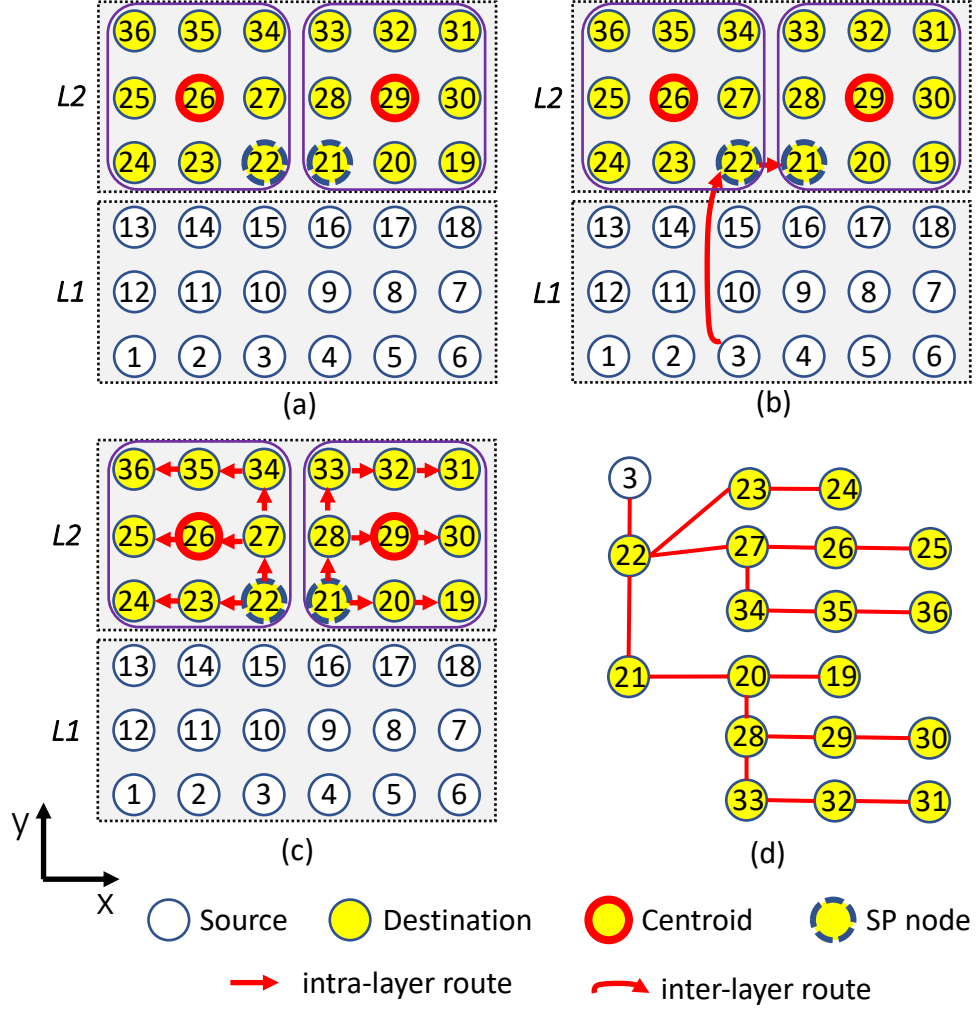 36 35 34 33 32 31
L2 25 26 27 28 29 30
24 23 22 21 20 19
13 14 15 16 17 18
L1 12 11 10 9 8 7
1 2 3 4 5 6
(a)
36 35 34 33 32 31
L2 25 26 27 28 29 30
24 23 22 21 20 19
13 14 15 16 17 18
L1 12 11 10 9 8 7
1 2 3 4 5 6
(b)
36 35 34 33 32 31
L2 25 26 27 28 29 30
24 23 22 21 20 19
13 14 15 16 17 18
L1 12 11 10 9 8 7
1 2 3 4 5 6
(c)
y
x
3 23 24
22 27 26 25
34 35 36
21 20 19
28 29 30
33 32 31
(d)
Source Destination Centroid SP node
intra-layer route inter-layer route